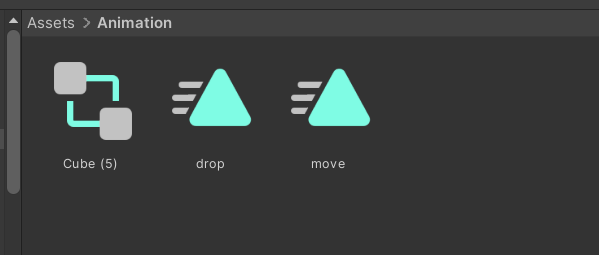 Assets > Animation
Cube (5)
drop
move